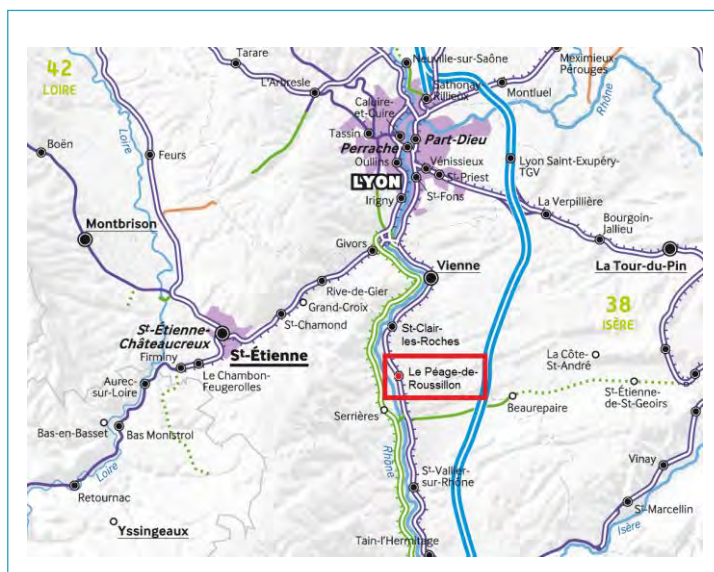 42
LOIRE
Tarare
L'Arbresle
Neuville-sur-Saône
Sathonay
Rillieux
Meximieux
Pérouges
Montluel
Rhône
Loire
Caluire-
et-Cuire
Tassin
Perrache
Part-Dieu
Oullins
Vénissieux
Lyon Saint-Exupéry-
TGV
LYON
St-Priest
St-Fons
Irigny
La Verpillière
Boën
Feurs
Bourgoin-
Jallieu
Montbrison
Givors
La Tour-du-Pin
Vienne
Rive-de-Gier
Grand-Croix
38
ISÈRE
St-Chamond
St-Étienne-
Châteaucreux
St-Étienne
St-Clair-
les-Roches
Firminy
Le Chambon-
Feugerolles
La Côte-
St-André
Le Péage-de-
Roussillon
Aurec-
sur-Loire
St-Étienne-
de-St-Geoirs
Beaurepaire
Serrières
Bas-en-Basset
Bas Monistrol
Rhône
Vinay
Loire
St-Vallier-
sur-Rhône
Retournac
St-Marcellin
Isère
Yssingeaux
Tain-l'Hermitage